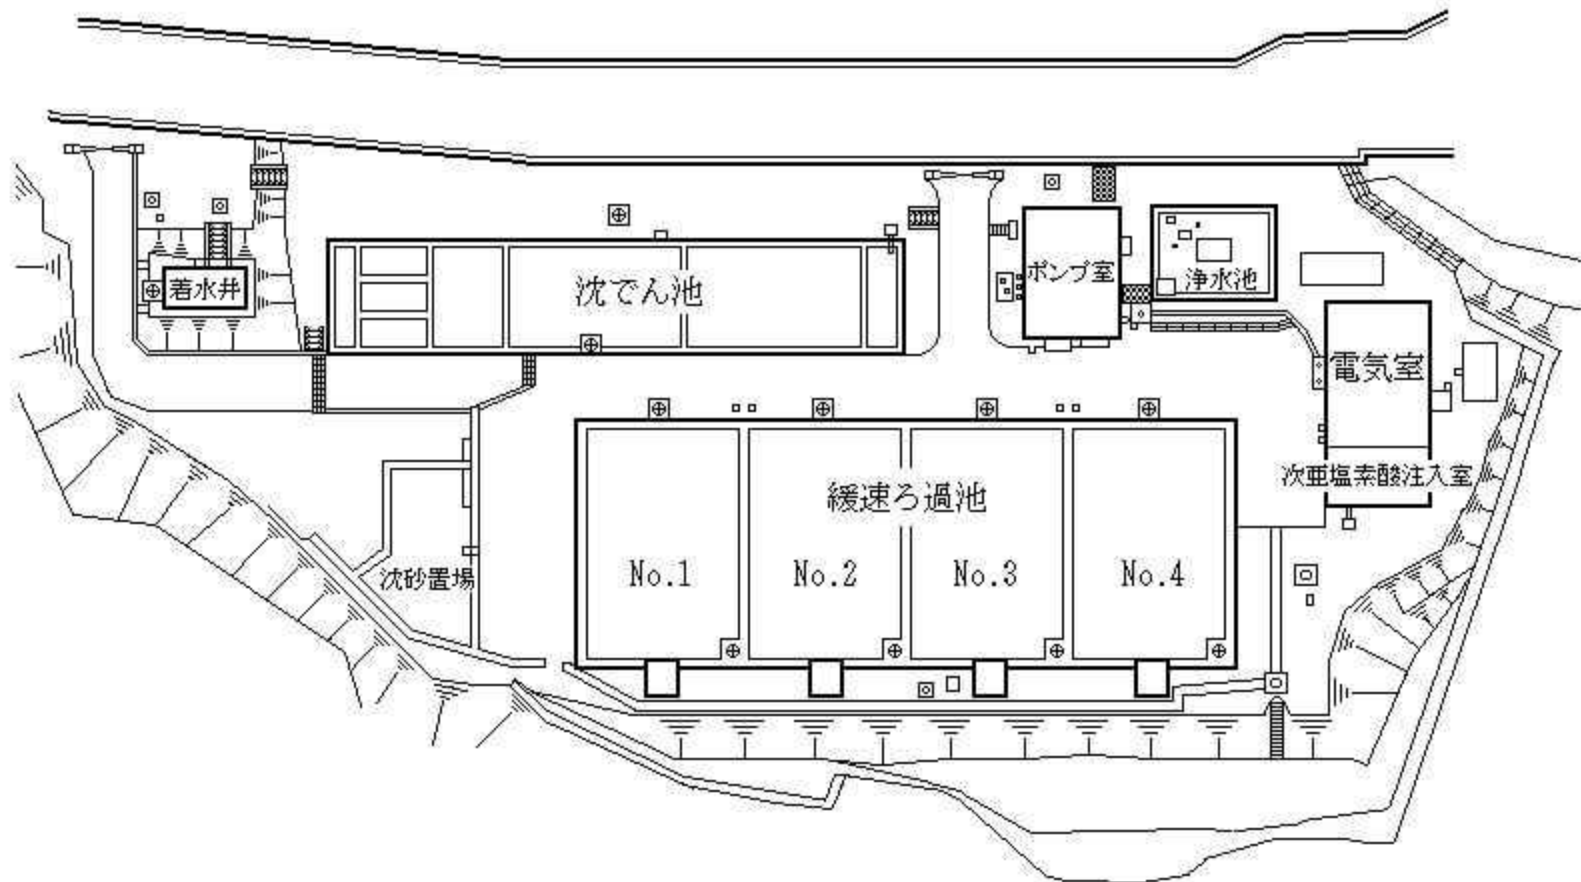 着水井
沈でん池
ポンプ室
浄水池
電気室
次亜塩素酸注入室
緩速ろ過池
No.1
No.2
No.3
No.4
沈砂置場